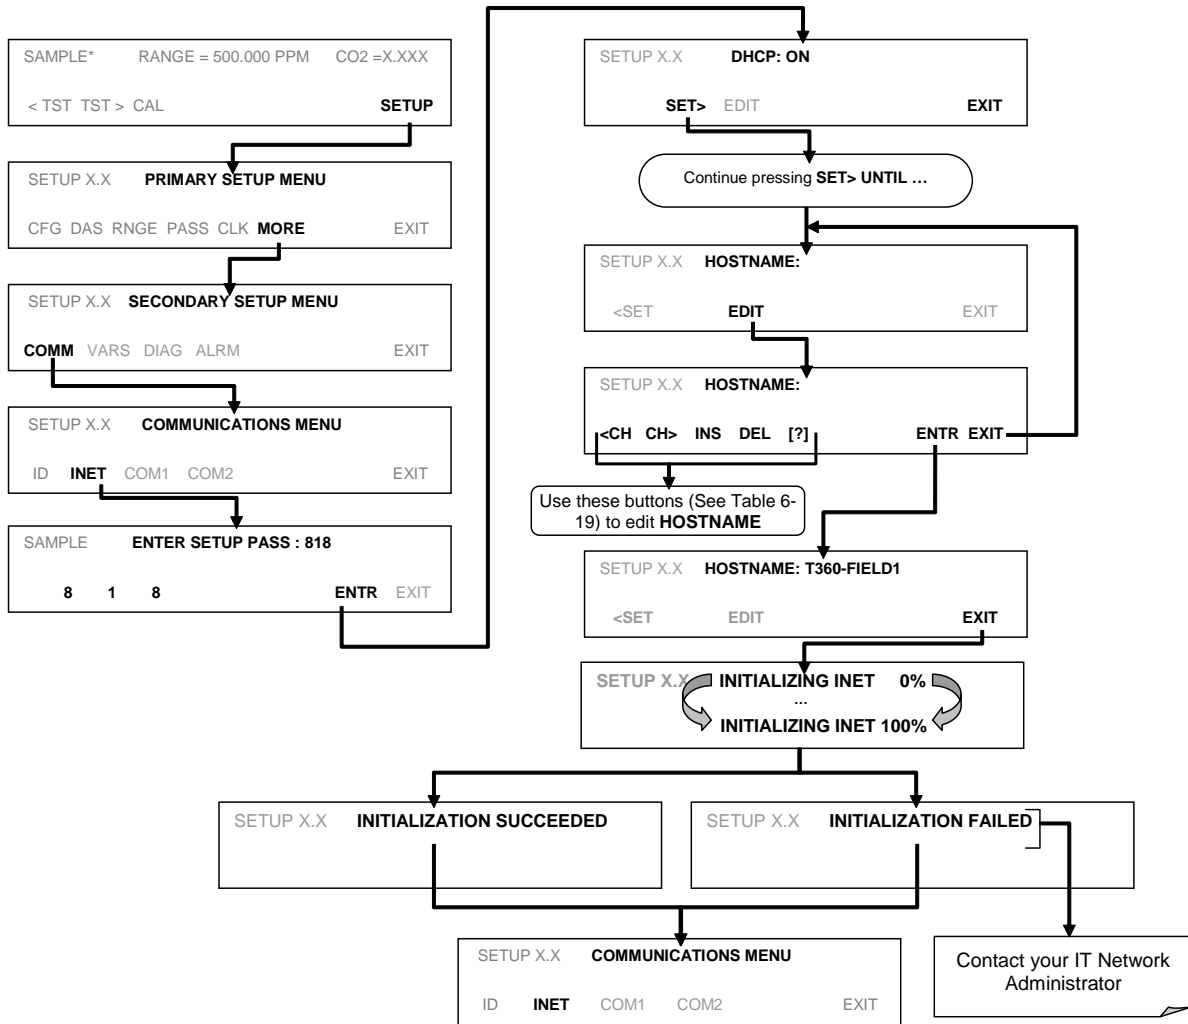 SAMPLE* RANGE = 500.000 PPM CO2 =X.XXX
< TST TST > CAL SETUP
SETUP X.X PRIMARY SETUP MENU
CFG DAS RNGE PASS CLK MORE EXIT
SETUP X.X SECONDARY SETUP MENU
COMM VARS DIAG ALRM EXIT
SETUP X.X COMMUNICATIONS MENU
ID INET COM1 COM2 EXIT
SAMPLE ENTER SETUP PASS : 818
8 1 8 ENTR EXIT
SETUP X.X DHCP: ON
SET> EDIT EXIT
Continue pressing SET> UNTIL ...
SETUP X.X HOSTNAME:
<SET EDIT EXIT
SETUP X.X HOSTNAME:
<CH CH> INS DEL [?] ENTR EXIT
Use these buttons (See Table 6-
19) to edit HOSTNAME
SETUP X.X HOSTNAME: T360-FIELD1
<SET EDIT EXIT
SETUP X.X INITIALIZING INET 0%
...
INITIALIZING INET 100%
SETUP X.X INITIALIZATION SUCCEEDED
SETUP X.X INITIALIZATION FAILED
SETUP X.X COMMUNICATIONS MENU
ID INET COM1 COM2 EXIT
Contact your IT Network
Administrator